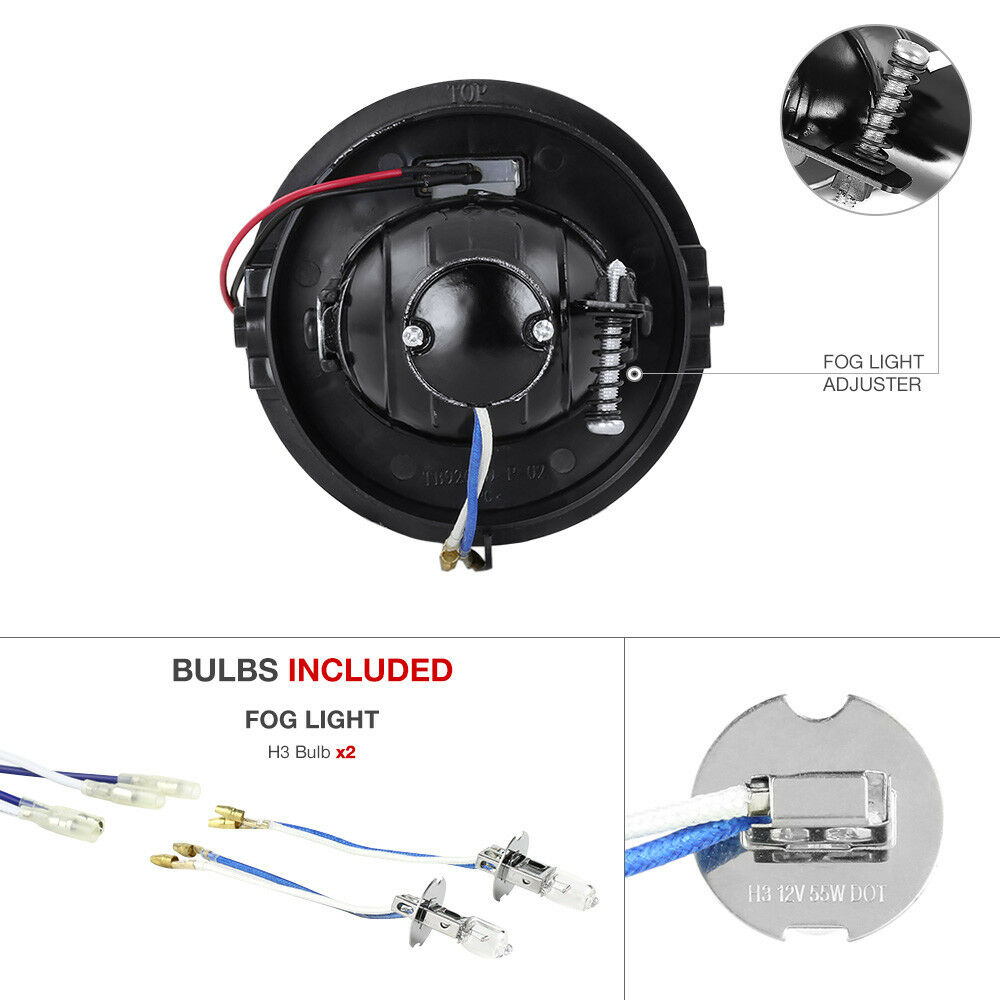 TOP
FOG LIGHT
ADJUSTER
BULBS INCLUDED
FOG LIGHT
H3 Bulb x2
H3 12V 55W DOT